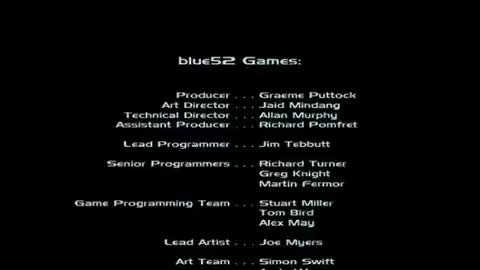 blue52 Games:
Producer . . . Graeme Puttock
Art Director . . . Jaid Mindang
Technical Director . . . Allan Murphy
Assistant Producer . . . Richard Pomfret
Lead Programmer . . . Jim Tebbutt
Senior Programmers . . . Richard Turner
Greg Knight
Martin Fermor
Game Programming Team . . . Stuart Miller
Tom Bird
Alex May
Lead Artist . . . Joe Myers
Art Team . . . Simon Swift